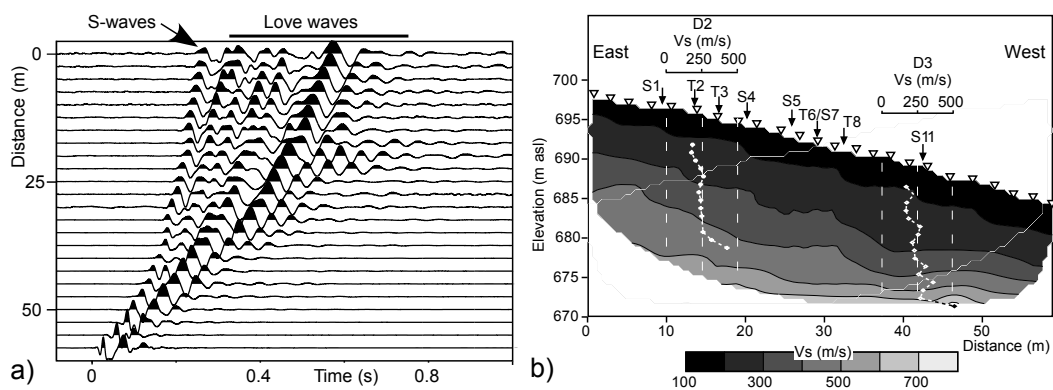 S-waves
Love waves
0
25
50
Distance (m)
0
0.4
Time (s)
0.8
a)
East
West
D2
Vs (m/s)
0 250 500
D3
Vs (m/s)
0 250 500
S1
T2
T3
S4
S5
T6/S7
T8
S11
700
695
690
685
680
675
670
Elevation (m asl)
0 10 20 30 40 50
Distance (m)
Vs (m/s)
100 300 500 700
b)